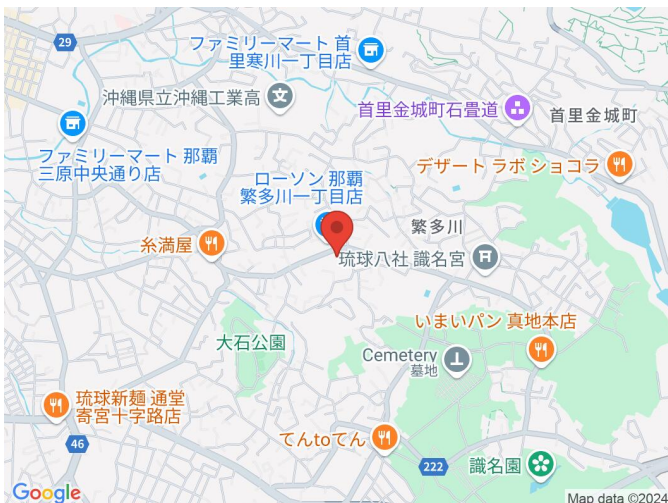 29
ファミリーマート 首
里寒川一丁目店
沖縄県立沖縄工業高
首里金城町石畳道
首里金城町
ファミリーマート 那覇
三原中央通り店
デザート ラボ ショコラ
ローソン 那覇
繁多川一丁目店
繁多川
糸満屋
琉球八社 識名宮
いまいパン 真地本店
大石公園
Cemetery
墓地
琉球新麺 通堂
寄宮十字路店
てんtoてん
46
222
識名園
Google
Map data ©2024